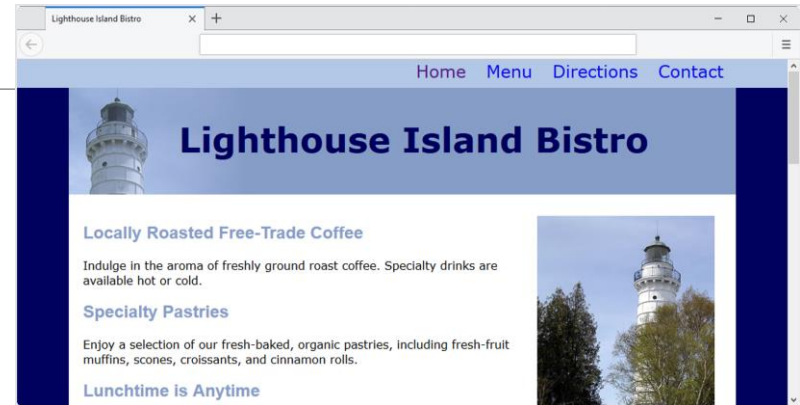 Lighthouse Island Bistro
Home Menu Directions Contact
Lighthouse Island Bistro
Locally Roasted Free-Trade Coffee
Indulge in the aroma of freshly ground roast coffee. Specialty drinks are
available hot or cold.
Specialty Pastries
Enjoy a selection of our fresh-baked, organic pastries, including fresh-fruit
muffins, scones, croissants, and cinnamon rolls.
Lunchtime is Anytime